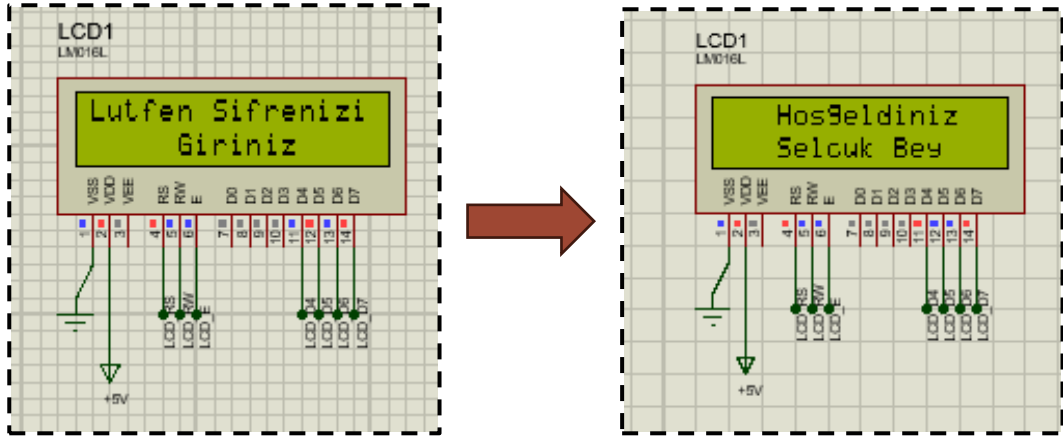 LCD1
LM016L
Lutfen Sifrenizi
Giriniz
VSS VDD VEE RS RW E D0 D1 D2 D3 D4 D5 D6 D7
1 2 3 4 5 6 7 8 9 10 11 12 13 14
LCD_RS LCD_RW LCD_E LCD_D4 LCD_D5 LCD_D6 LCD_D7
+5V
LCD1
LM016L
Hosgeldiniz
Selcuk Bey
VSS VDD VEE RS RW E D0 D1 D2 D3 D4 D5 D6 D7
1 2 3 4 5 6 7 8 9 10 11 12 13 14
LCD_RS LCD_RW LCD_E LCD_D4 LCD_D5 LCD_D6 LCD_D7
+5V